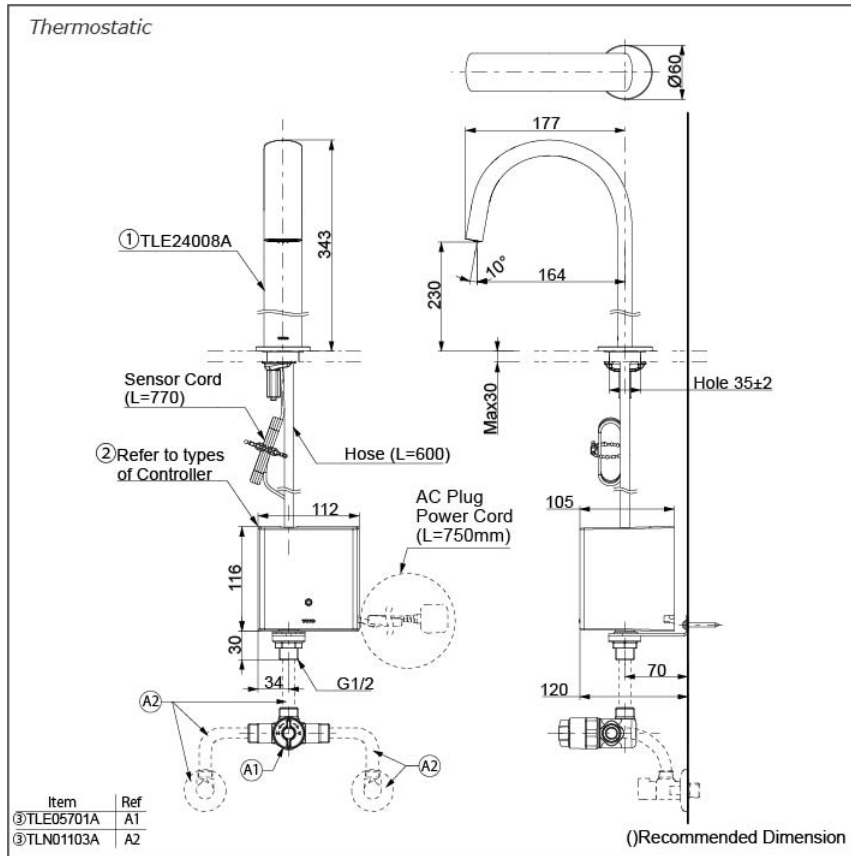 Thermostatic
Ø60
177
①TLE24008A
343
10°
164
230
Sensor Cord
(L=770)
Max30
Hole 35±2
②Refer to types
of Controller
Hose (L=600)
112
AC Plug
Power Cord
(L=750mm)
105
116
30
34
G1/2
70
120
A2
A1
A2
Item Ref
③TLE05701A A1
③TLN01103A A2
()Recommended Dimension